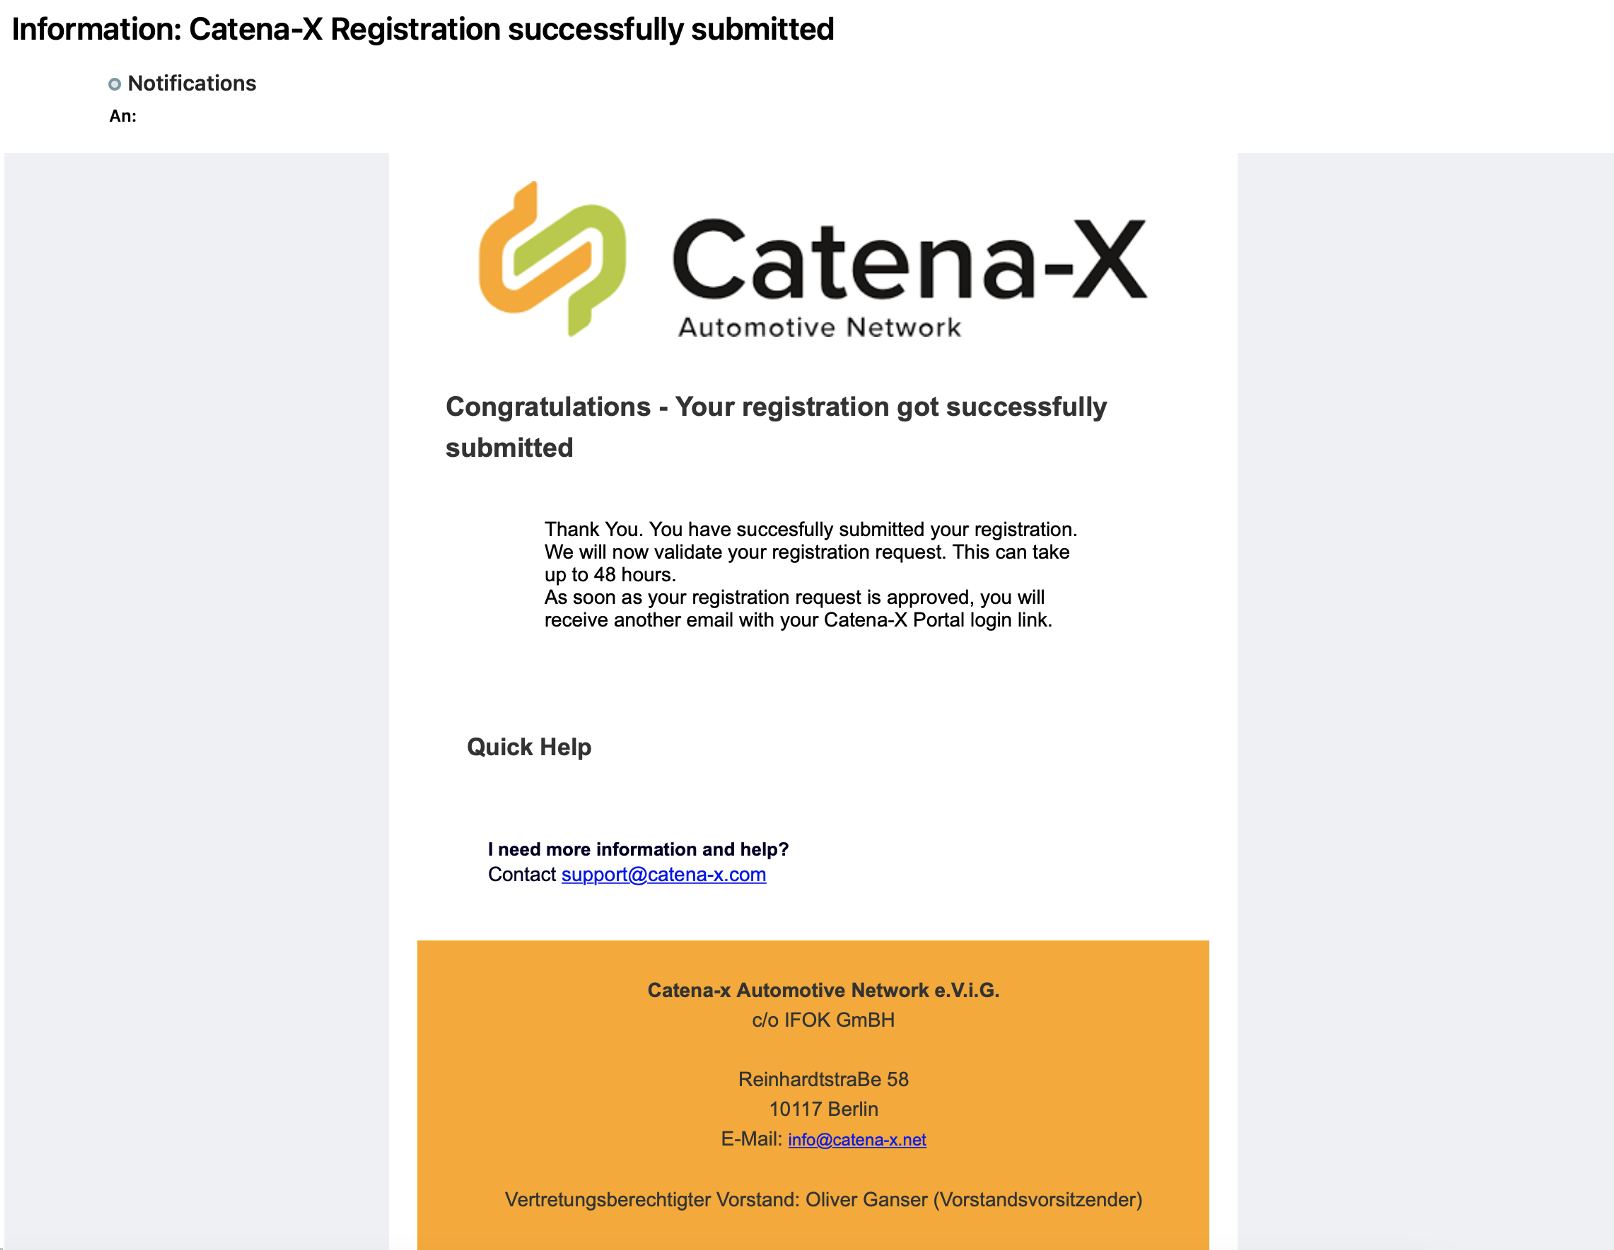 Information: Catena-X Registration successfully submitted
Notifications
An:
Catena-X
Automotive Network
Congratulations - Your registration got successfully
submitted
Thank You. You have succesfully submitted your registration.
We will now validate your registration request. This can take
up to 48 hours.
As soon as your registration request is approved, you will
receive another email with your Catena-X Portal login link.
Quick Help
I need more information and help?
Contact support@catena-x.com
Catena-x Automotive Network e.V.i.G.
c/o IFOK GmBH
ReinhardtstraBe 58
10117 Berlin
E-Mail: info@catena-x.net
Vertretungsberechtigter Vorstand: Oliver Ganser (Vorstandsvorsitzender)